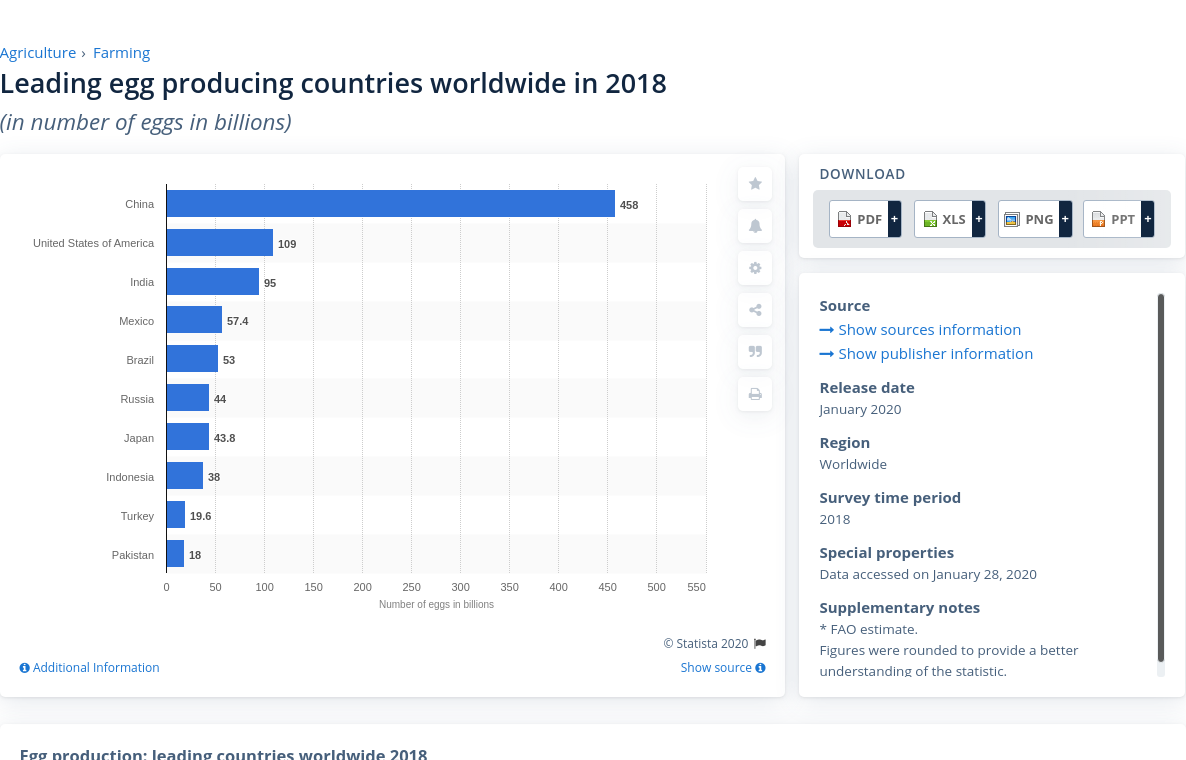 Agriculture › Farming
Leading egg producing countries worldwide in 2018
(in number of eggs in billions)
China 458
United States of America 109
India 95
Mexico 57.4
Brazil 53
Russia 44
Japan 43.8
Indonesia 38
Turkey 19.6
Pakistan 18
0 50 100 150 200 250 300 350 400 450 500 550
Number of eggs in billions
© Statista 2020
Additional Information
Show source
DOWNLOAD
PDF + XLS + PNG + PPT +
Source
Show sources information
Show publisher information
Release date
January 2020
Region
Worldwide
Survey time period
2018
Special properties
Data accessed on January 28, 2020
Supplementary notes
* FAO estimate.
Figures were rounded to provide a better
understanding of the statistic.
Egg production: leading countries worldwide 2018